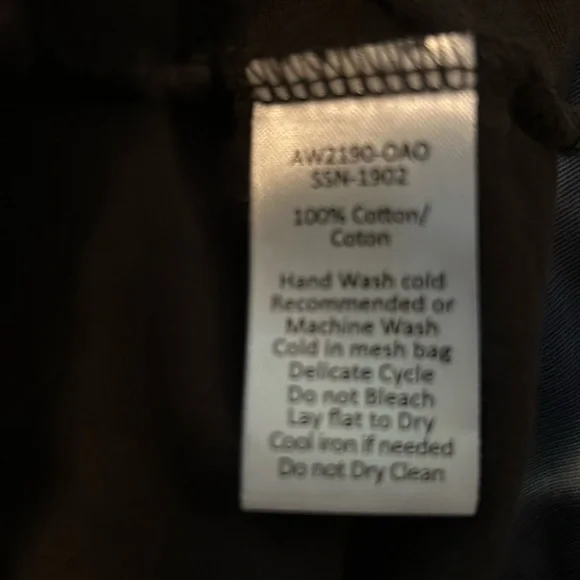 AW2190-OAO
SSN-1902
100% Cotton/
Coton
Hand Wash cold
Recommended or
Machine Wash
Cold in mesh bag
Delicate Cycle
Do not Bleach
Lay flat to Dry
Cool iron if needed
Do not Dry Clean